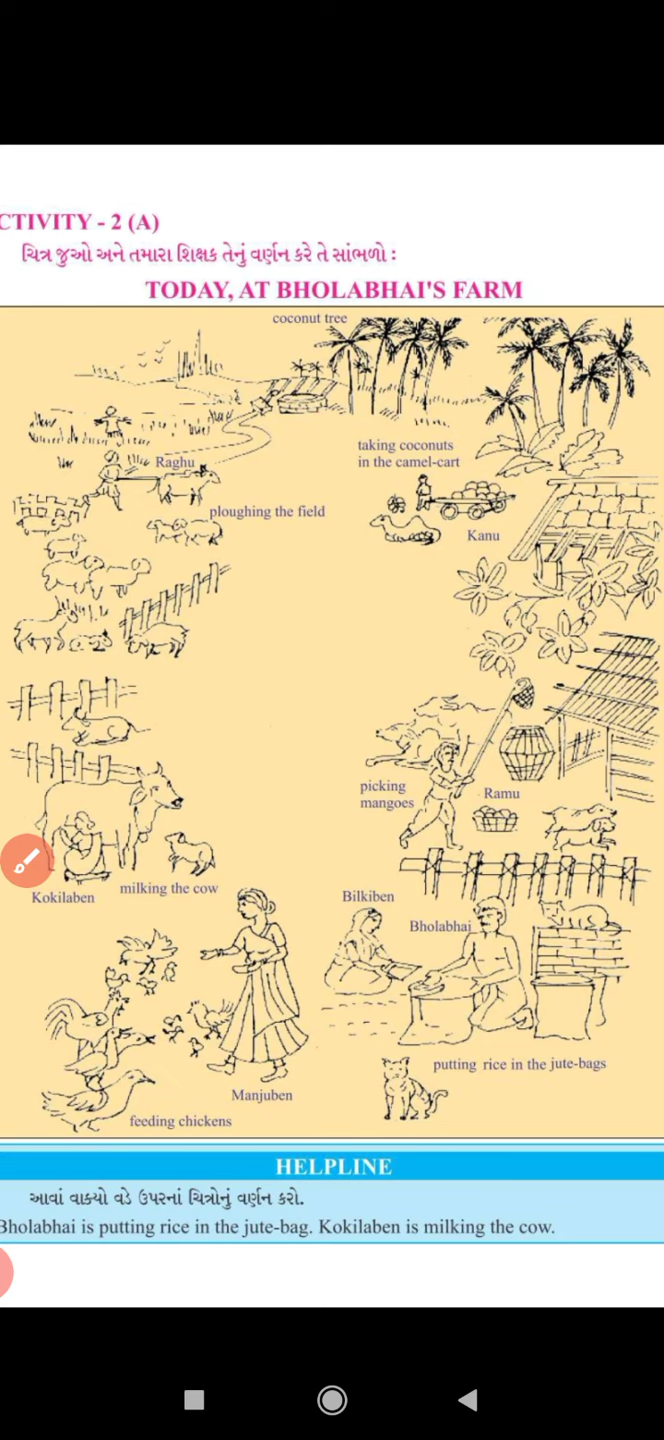 CTIVITY - 2 (A)
ચિત્ર જુઓ અને તમારા શિક્ષક તેનું વર્ણન કરે તે સાંભળો :
TODAY, AT BHOLABHAI'S FARM
coconut tree
Raghu
taking coconuts
in the camel-cart
ploughing the field
Kanu
picking
mangoes
Ramu
milking the cow
Kokilaben
Bilkiben
Bholabhai
putting rice in the jute-bags
Manjuben
feeding chickens
HELPLINE
આવાં વાક્યો વડે ઉપરનાં ચિત્રોનું વર્ણન કરો.
Bholabhai is putting rice in the jute-bag. Kokilaben is milking the cow.